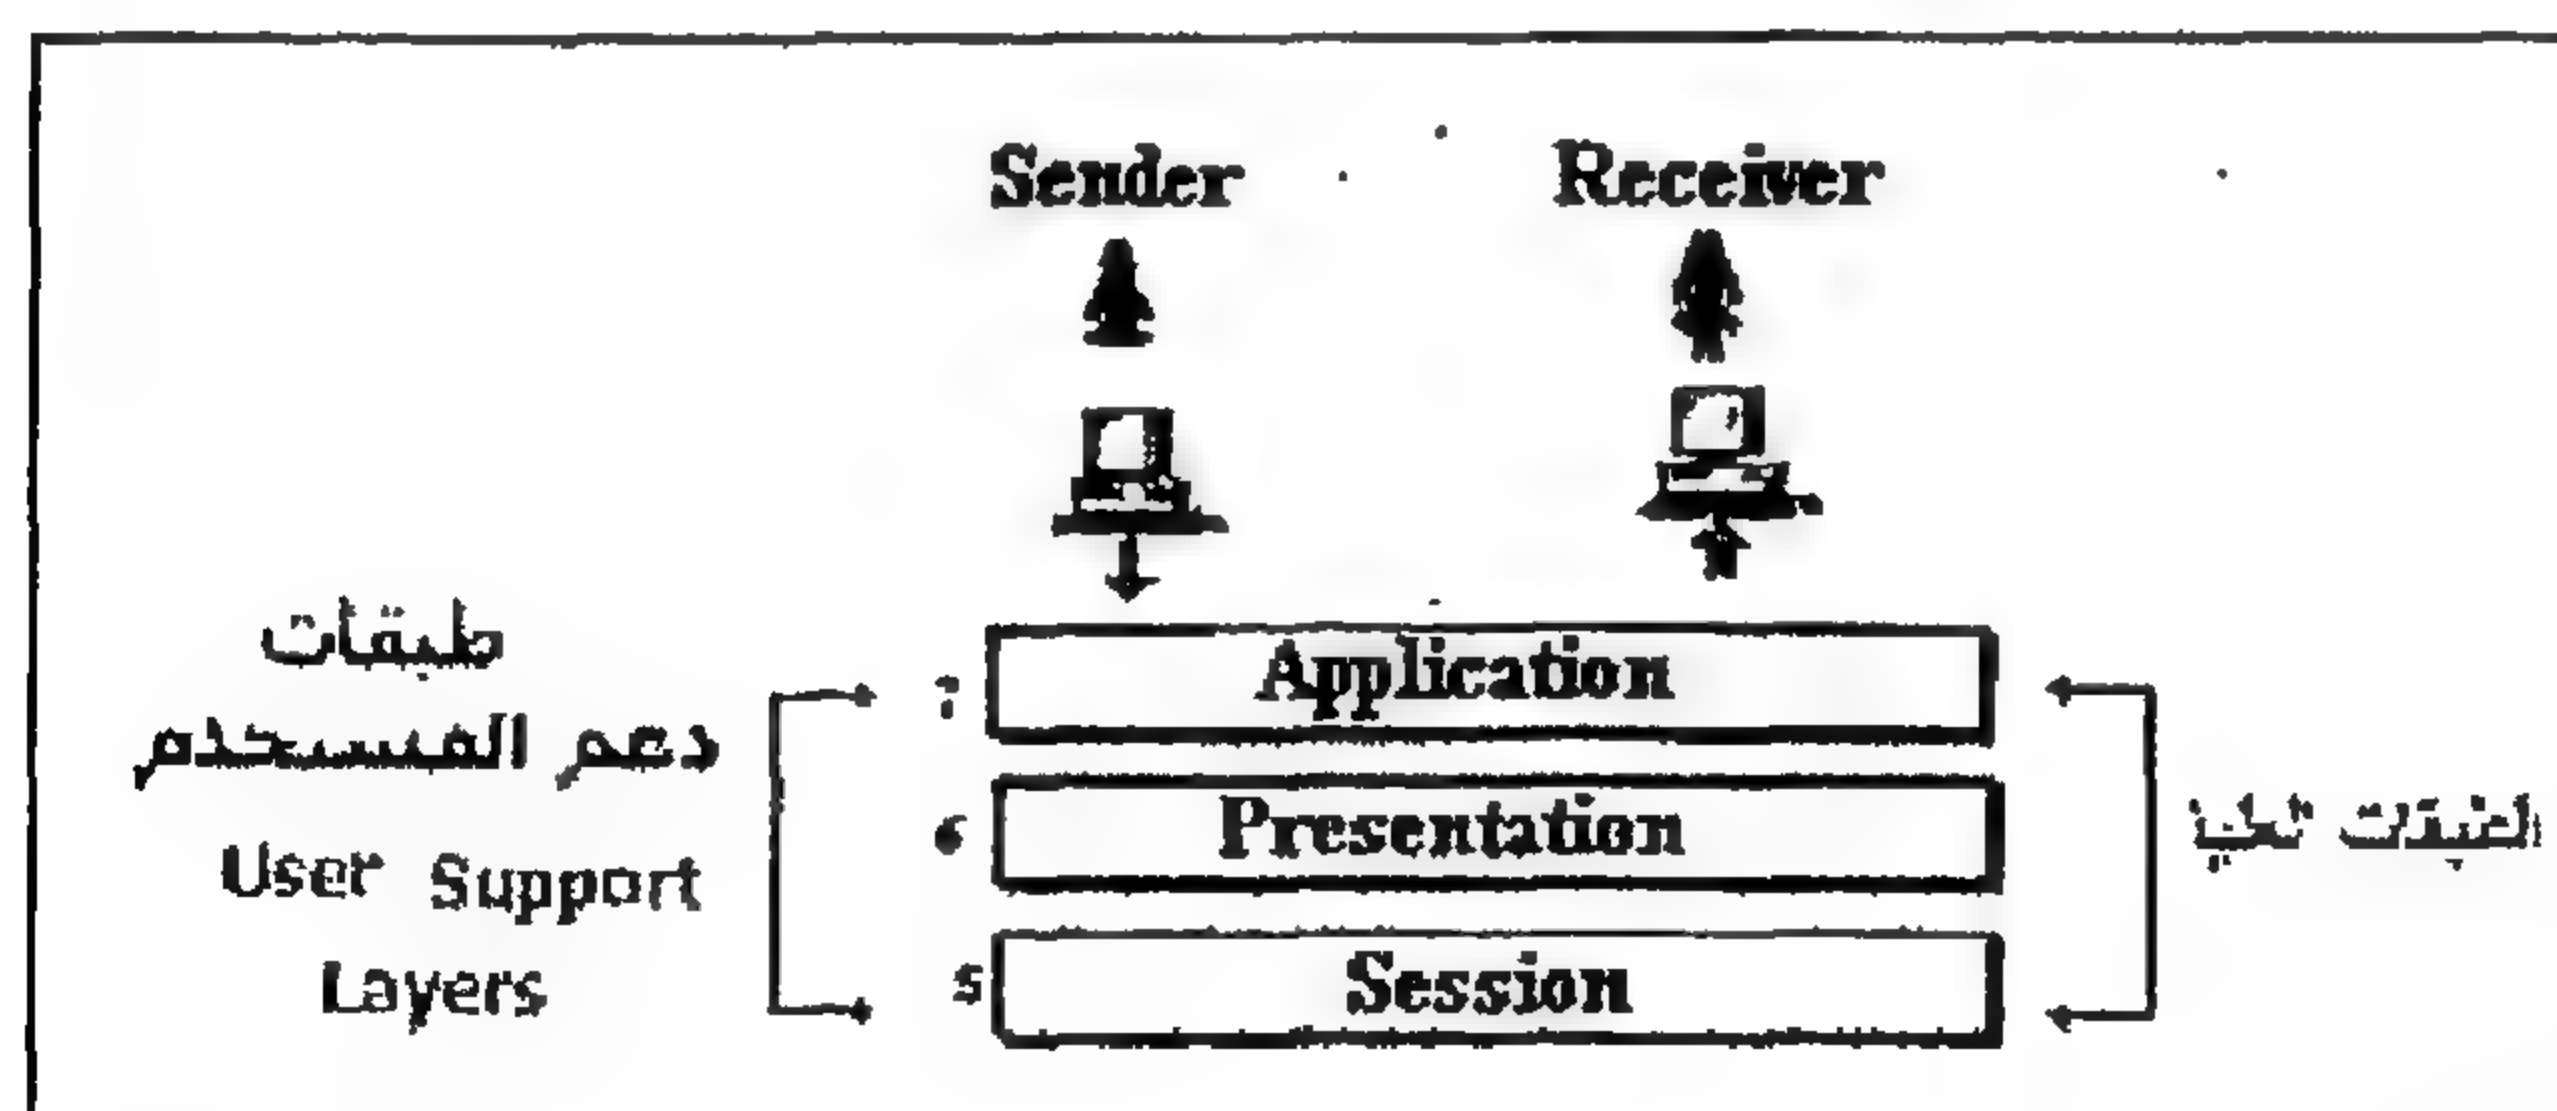 Sender Receiver
طبقات
دعم المستخدم
User Support
Layers
7 Application
6 Presentation
5 Session
الطبقات العليا